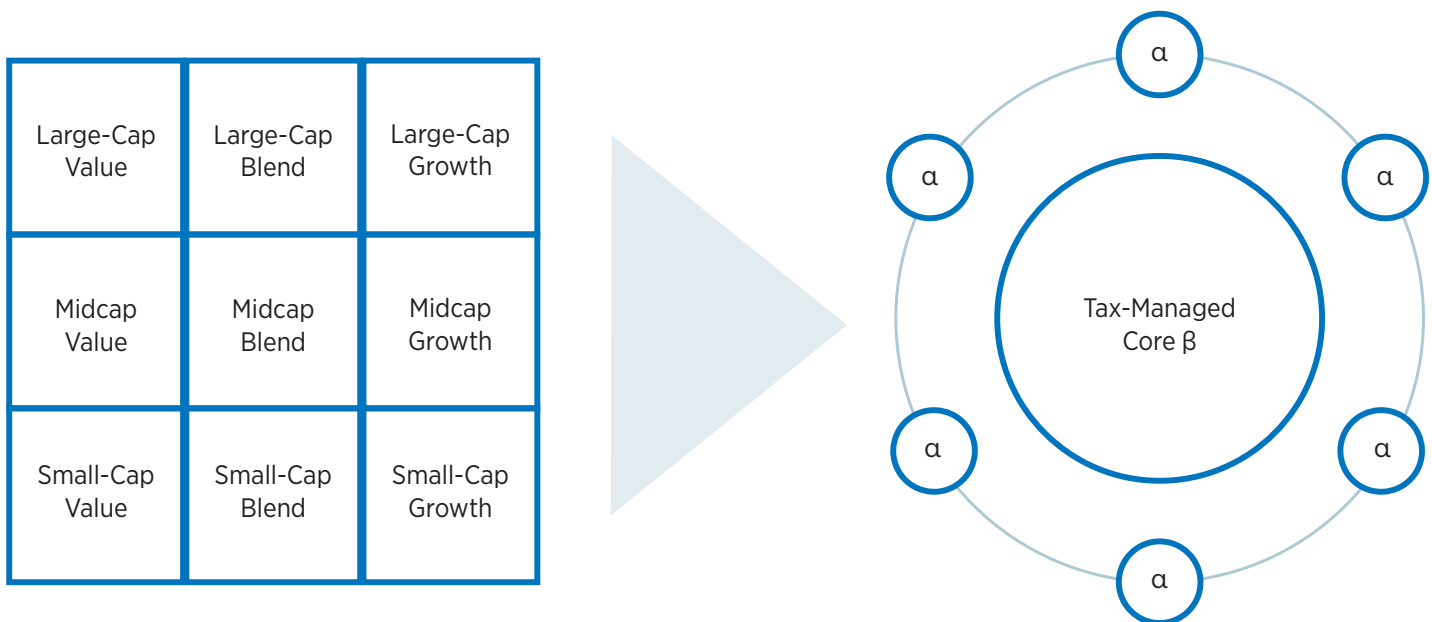 Large-Cap
Value
Large-Cap
Blend
Large-Cap
Growth
Midcap
Value
Midcap
Blend
Midcap
Growth
Small-Cap
Value
Small-Cap
Blend
Small-Cap
Growth
α
α
α
Tax-Managed
Core β
α
α
α